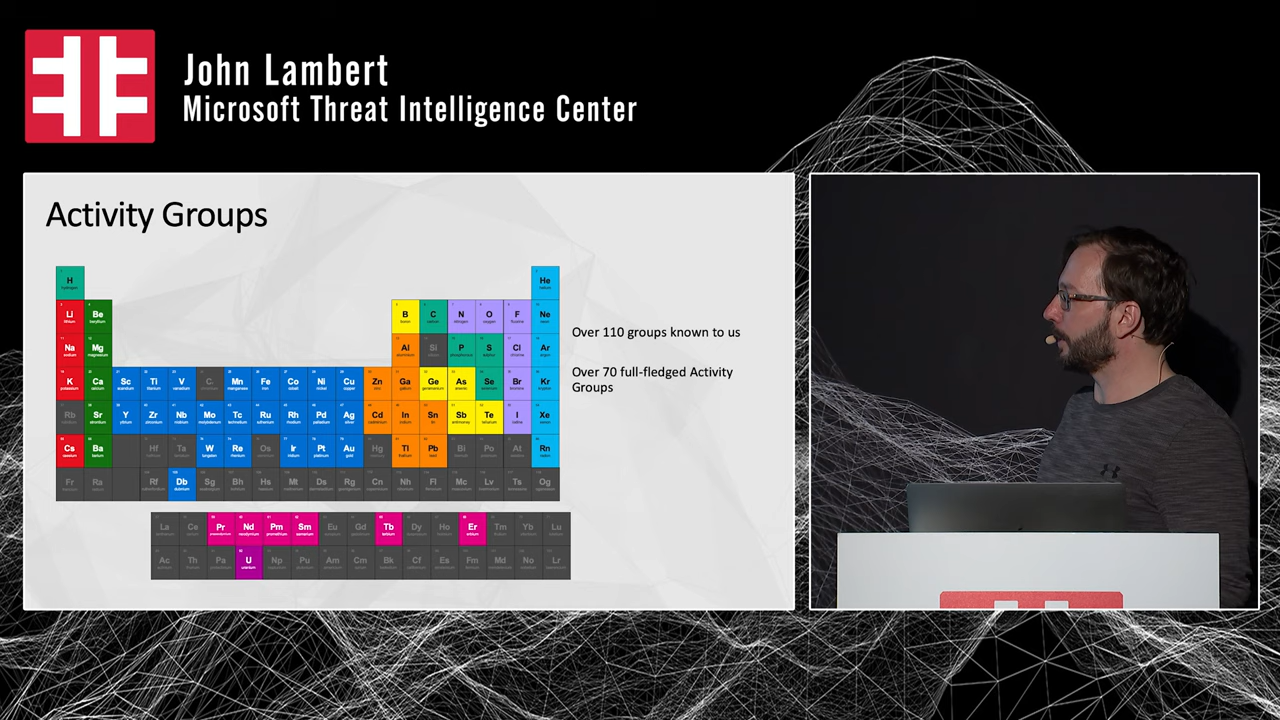 John Lambert
Microsoft Threat Intelligence Center
Activity Groups
H He
Li Be B C N O F Ne
Na Mg Al Si P S Cl Ar
K Ca Sc Ti V Mn Fe Co Ni Cu Zn Ga Ge As Se Br Kr
Rb Sr Y Zr Nb Mo Tc Ru Rh Pd Ag Cd In Sn Sb Te I Xe
Cs Ba Hf Ta W Re Os Ir Pt Au Hg Tl Pb Bi Po At Rn
Fr Ra Rf Db Sg Bh Hs Mt Ds Rg Cn Nh Fl Mc Lv Ts Og
La Ce Pr Nd Pm Sm Eu Gd Tb Dy Ho Er Tm Yb Lu
Ac Th Pa U Np Pu Am Cm Bk Cf Es Fm Md No Lr
Over 110 groups known to us
Over 70 full-fledged Activity
Groups